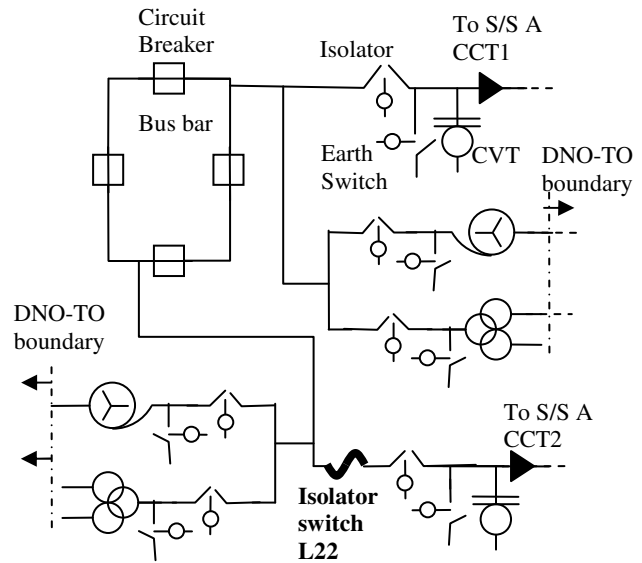 Circuit
Breaker
To S/S A
CCT1
Isolator
Bus bar
Earth
Switch
CVT
DNO-TO
boundary
DNO-TO
boundary
To S/S A
CCT2
Isolator
switch
L22